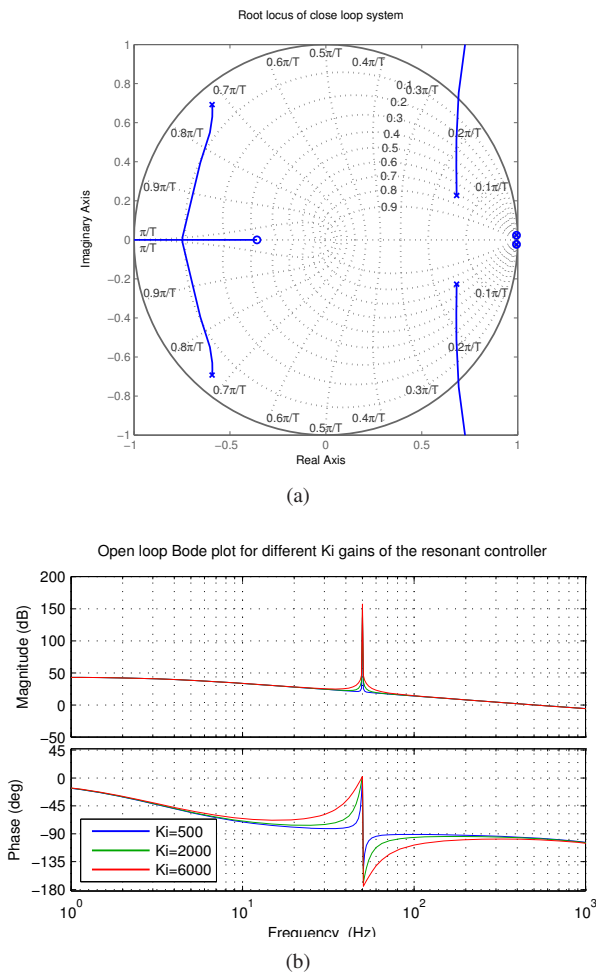 Root locus of close loop system
1
0.8
0.6
0.4
0.2
0
−0.2
−0.4
−0.6
−0.8
−1
Imaginary Axis
0.5π/T
0.6π/T
0.4π/T
0.7π/T
0.1
0.3π/T
0.2
0.8π/T
0.3
0.2π/T
0.4
0.5
0.6
0.7
0.9π/T
0.8
0.1π/T
0.9
π/T
π/T
0.9π/T
0.1π/T
0.8π/T
0.2π/T
0.7π/T
0.3π/T
0.6π/T
0.4π/T
0.5π/T
−1
−0.5
0
0.5
1
Real Axis
(a)
Open loop Bode plot for different Ki gains of the resonant controller
200
150
100
50
0
−50
Magnitude (dB)
45
0
−45
−90
−135
−180
Phase (deg)
Ki=500
Ki=2000
Ki=6000
10^0
10^1
10^2
10^3
Frequency (Hz)
(b)